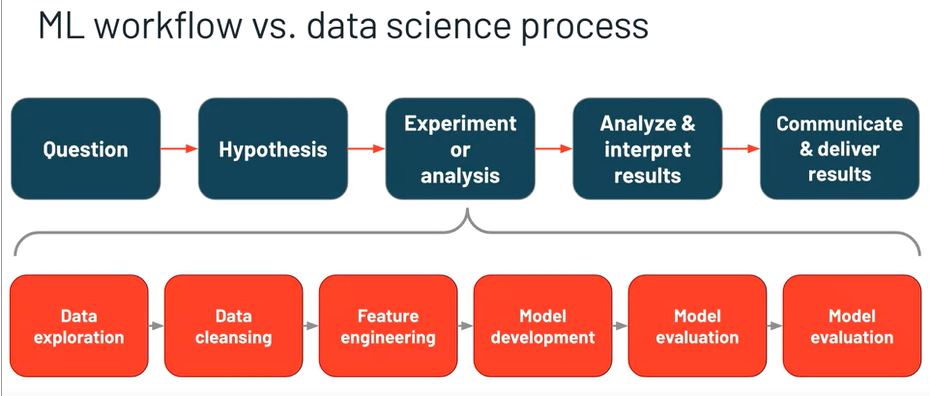 ML workflow vs. data science process
Question
Hypothesis
Experiment
or
analysis
Analyze &
interpret
results
Communicate
& deliver
results
Data
exploration
Data
cleansing
Feature
engineering
Model
development
Model
evaluation
Model
evaluation